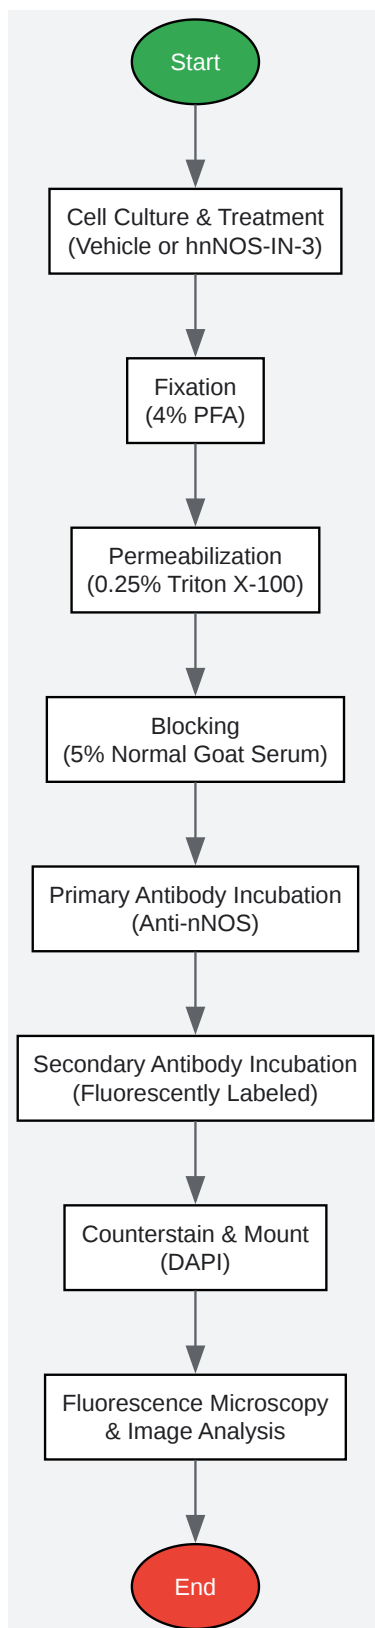 Start
Cell Culture & Treatment
(Vehicle or hnNOS-IN-3)
Fixation
(4% PFA)
Permeabilization
(0.25% Triton X-100)
Blocking
(5% Normal Goat Serum)
Primary Antibody Incubation
(Anti-nNOS)
Secondary Antibody Incubation
(Fluorescently Labeled)
Counterstain & Mount
(DAPI)
Fluorescence Microscopy
& Image Analysis
End